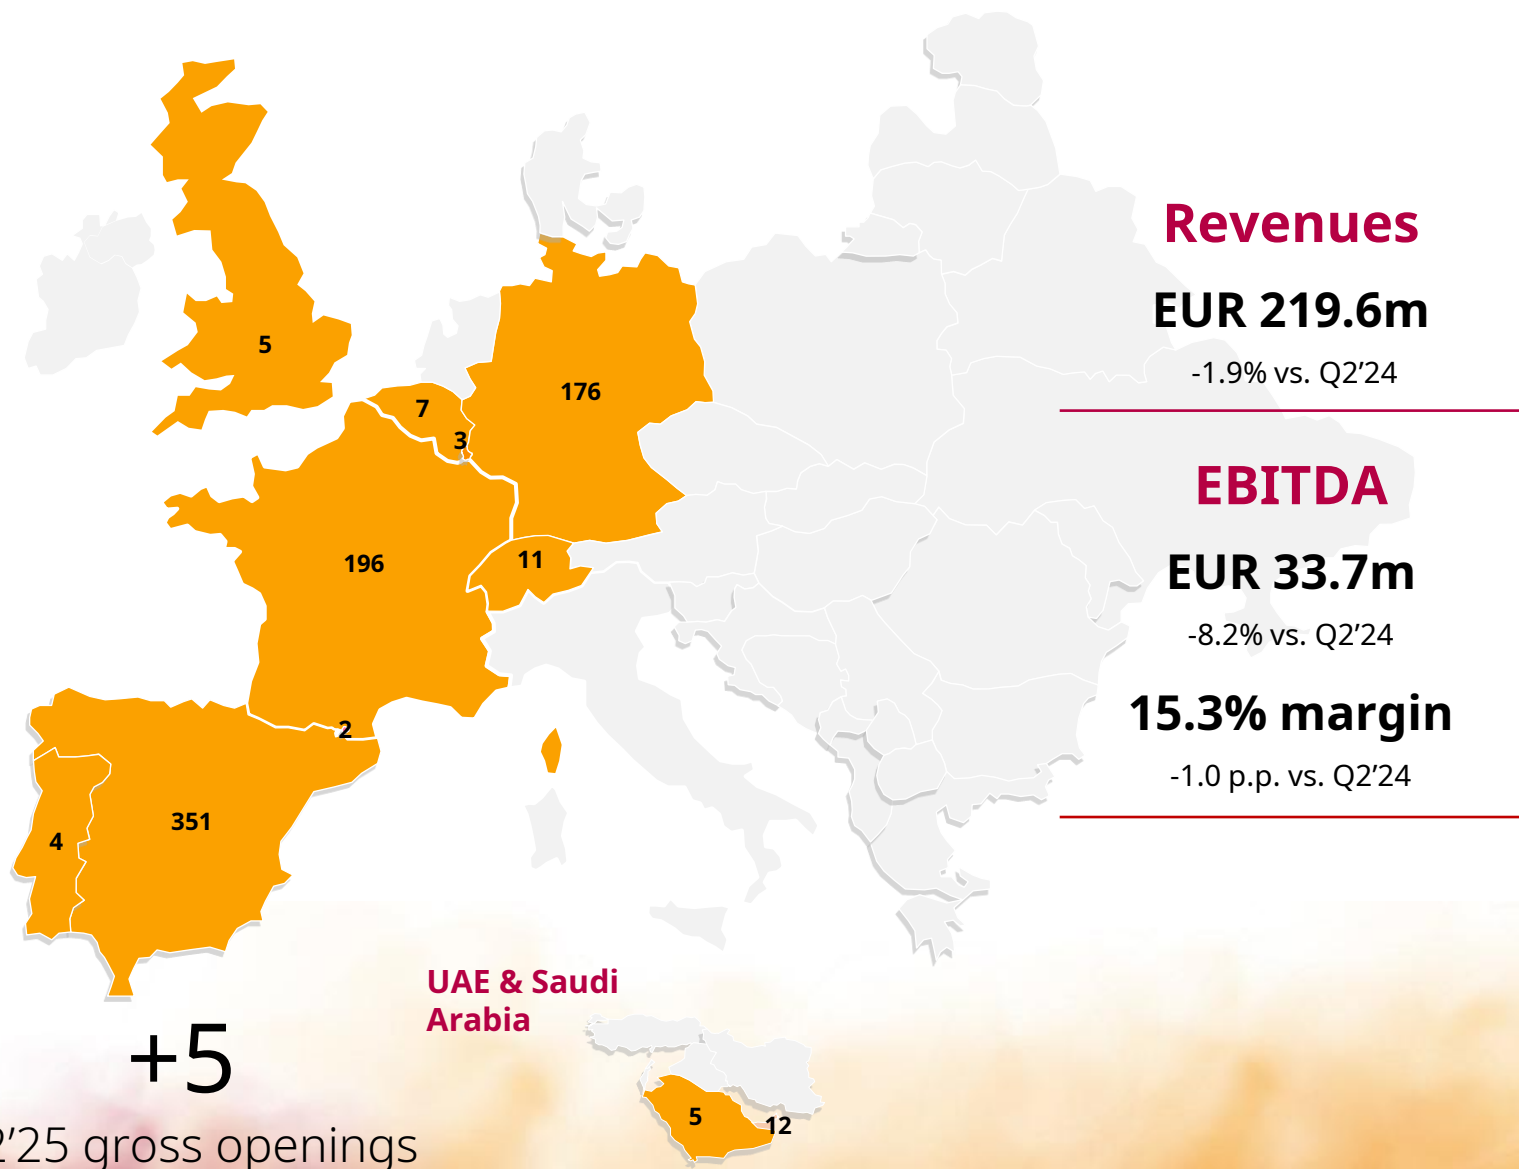 5
7
3
176
196
11
2
351
4
Revenues
EUR 219.6m
-1.9% vs. Q2’24
EBITDA
EUR 33.7m
-8.2% vs. Q2’24
15.3% margin
-1.0 p.p. vs. Q2’24
+5
2’25 gross openings
UAE & Saudi
Arabia
5
12